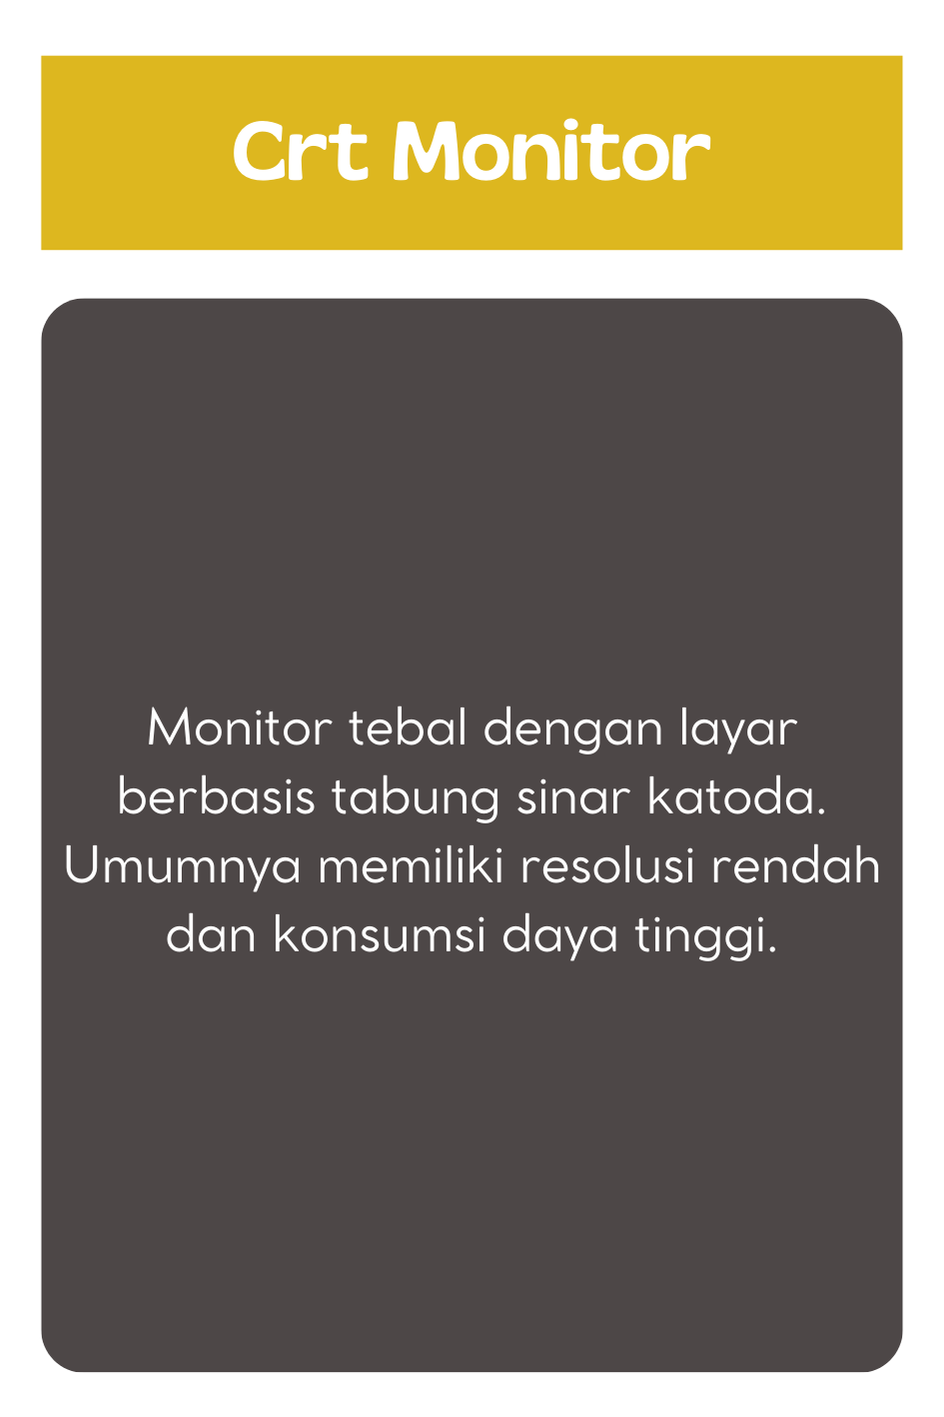 Crt Monitor
Monitor tebal dengan layar
berbasis tabung sinar katoda.
Umumnya memiliki resolusi rendah
dan konsumsi daya tinggi.